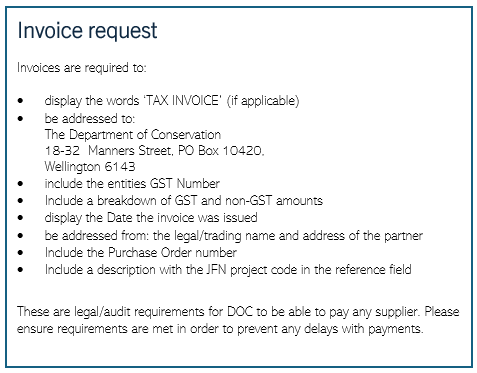 Invoice request
Invoices are required to:
• display the words 'TAX INVOICE' (if applicable)
• be addressed to:
The Department of Conservation
18-32 Manners Street, PO Box 10420,
Wellington 6143
• include the entities GST Number
• Include a breakdown of GST and non-GST amounts
• display the Date the invoice was issued
• be addressed from: the legal/trading name and address of the partner
• Include the Purchase Order number
• Include a description with the JFN project code in the reference field
These are legal/audit requirements for DOC to be able to pay any supplier. Please
ensure requirements are met in order to prevent any delays with payments.